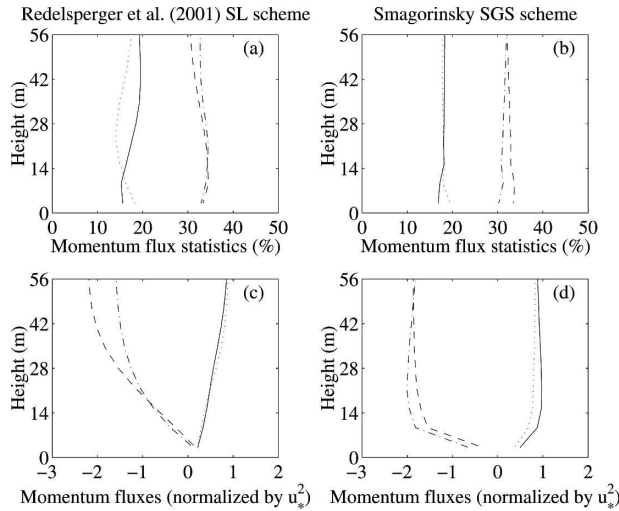 Redelsperger et al. (2001) SL scheme
Smagorinsky SGS scheme
56
42
28
14
0
Height (m)
(a)
0 10 20 30 40 50
Momentum flux statistics (%)
56
42
28
14
0
Height (m)
(b)
0 10 20 30 40 50
Momentum flux statistics (%)
56
42
28
14
0
Height (m)
(c)
−3 −2 −1 0 1 2
Momentum fluxes (normalized by u*²)
56
42
28
14
0
Height (m)
(d)
−3 −2 −1 0 1 2
Momentum fluxes (normalized by u*²)